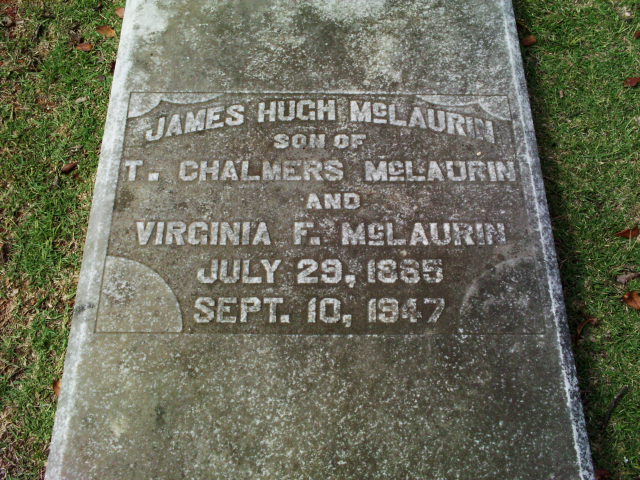 JAMES HUGH McLAURIN
SON OF
T. CHALMERS McLAURIN
AND
VIRGINIA F. McLAURIN
JULY 29, 1885
SEPT. 10, 1947